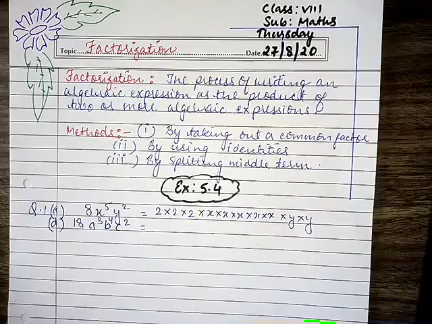 Class: VIII
Sub: Maths
Thursday
Topic Factorization Date 27/8/20
Factorization: The process of writing an
algebraic expression as the product of
two or more algebraic expressions
Methods:- (i) By taking out a common factor
(ii) By using identities
(iii) By splitting middle term.
Ex: 5.4
Q.1 (a) 8x⁵y² = 2×2×2×x×x×x×x×x×y×y
(d) 18a³b⁴c² =